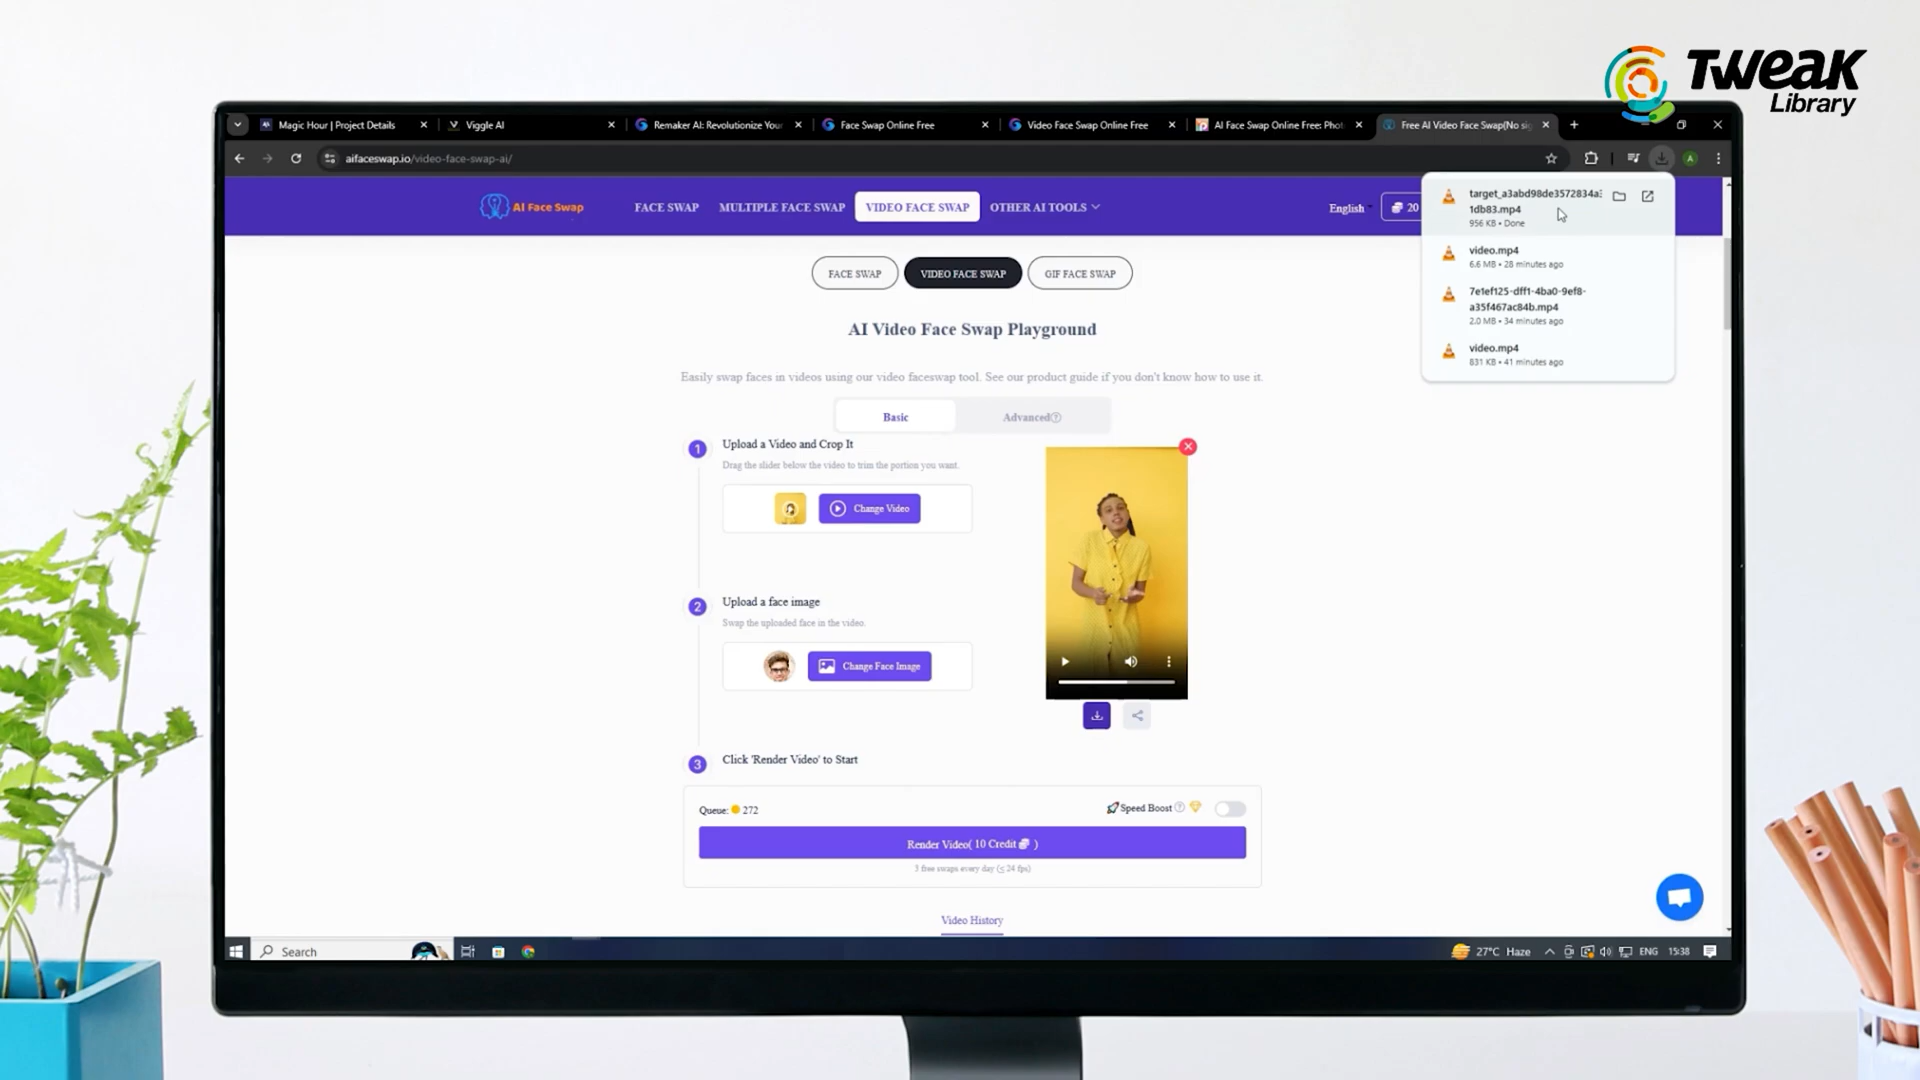 TWEAK
Library
Magic Hour | Project Details
Viggle AI
Remaker AI: Revolutionize Your
Face Swap Online Free
Video Face Swap Online Free
AI Face Swap Online Free: Phot
Free AI Video Face Swap(No sig
aifaceswap.io/video-face-swap-ai/
A
AI Face Swap
FACE SWAP
MULTIPLE FACE SWAP
VIDEO FACE SWAP
OTHER AI TOOLS
English
20
target_a3abd98de3572834a3
1db83.mp4
956 KB • Done
video.mp4
6.6 MB • 28 minutes ago
7e1ef125-dff1-4ba0-9ef8-
a35f467ac84b.mp4
2.0 MB • 34 minutes ago
video.mp4
831 KB • 41 minutes ago
FACE SWAP
VIDEO FACE SWAP
GIF FACE SWAP
AI Video Face Swap Playground
Easily swap faces in videos using our video faceswap tool. See our product guide if you don't know how to use it.
Basic
Advanced
1
Upload a Video and Crop It
Drag the slider below the video to trim the portion you want.
Change Video
2
Upload a face image
Swap the uploaded face in the video.
Change Face Image
3
Click 'Render Video' to Start
Queue: 272
Speed Boost
Render Video( 10 Credit )
3 free swaps every day (≤ 24 fps)
Video History
Search
27°C Haze
ENG
15:38